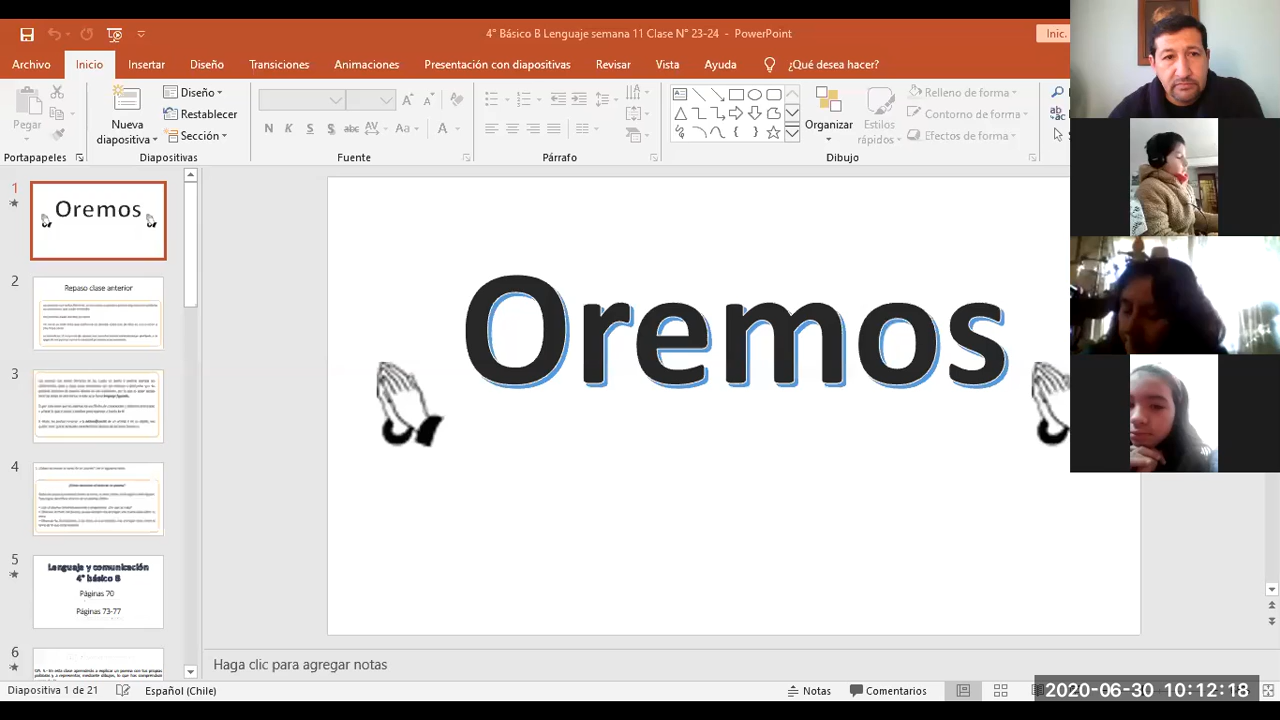 4° Básico B Lenguaje semana 11 Clase N° 23-24 - PowerPoint
Inic.
Archivo Inicio Insertar Diseño Transiciones Animaciones Presentación con diapositivas Revisar Vista Ayuda ¿Qué desea hacer?
Pegar
Nueva diapositiva
Diseño
Restablecer
Sección
N K S S abc AV Aa A
Organizar
Estilos rápidos
Relleno de forma
Contorno de forma
Efectos de forma
Portapapeles Diapositivas Fuente Párrafo Dibujo
1
Oremos
2
Repaso clase anterior
3
4
5
Lenguaje y comunicación
4° básico B
Páginas 70
Páginas 73-77
6
Oremos
Haga clic para agregar notas
Diapositiva 1 de 21 Español (Chile) Notas Comentarios
2020-06-30 10:12:18